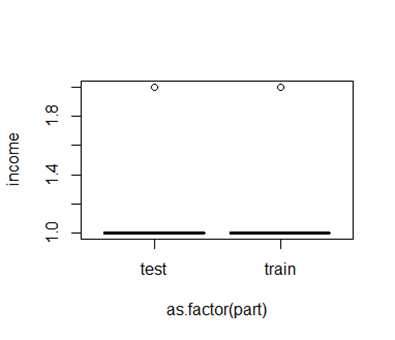 income
1.8
1.4
1.0
test train
as.factor(part)